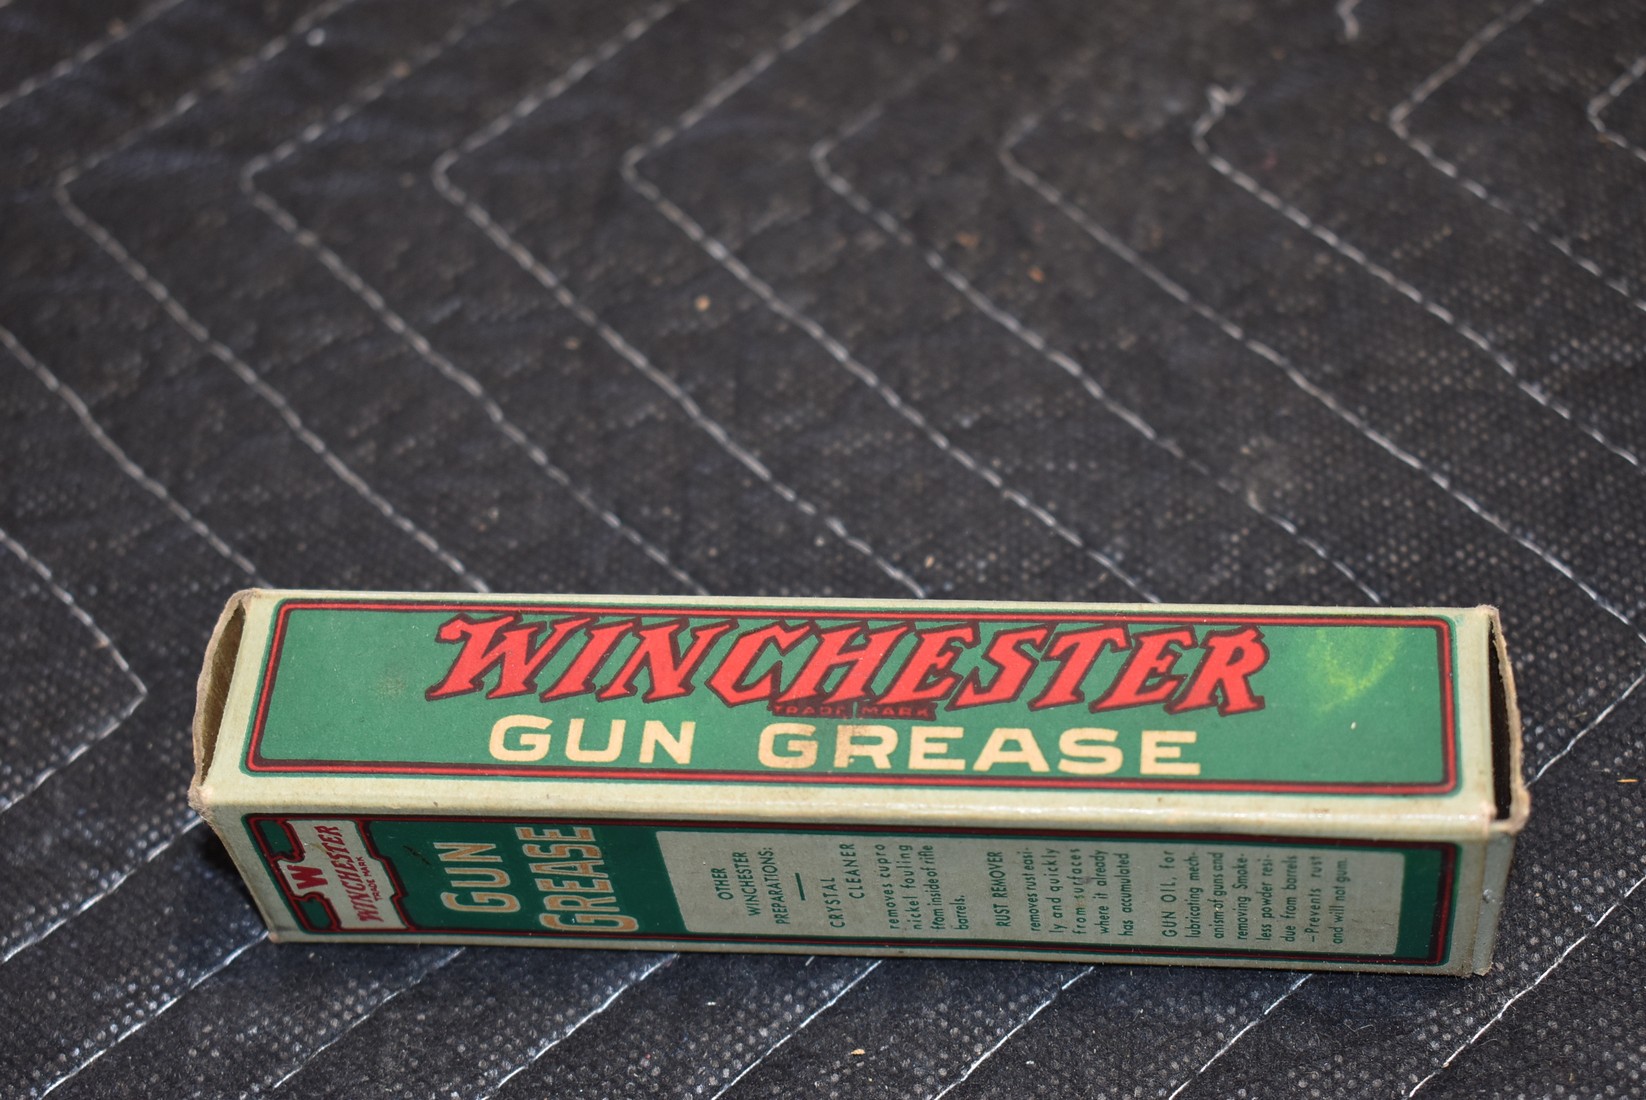 WINCHESTER
TRADE MARK
GUN GREASE
W
WINCHESTER
TRADE MARK
GUN
GREASE
OTHER
WINCHESTER
PREPARATIONS:
CRYSTAL
CLEANER
removes cupro
nickel fouling
from inside of rifle
barrels.
RUST REMOVER
removes rust easi-
ly and quickly
from surfaces
where it already
has accumulated
GUN OIL, for
lubricating mech-
anism of guns and
removing Smoke-
less powder resi-
due from barrels
—Prevents rust
and will not gum.